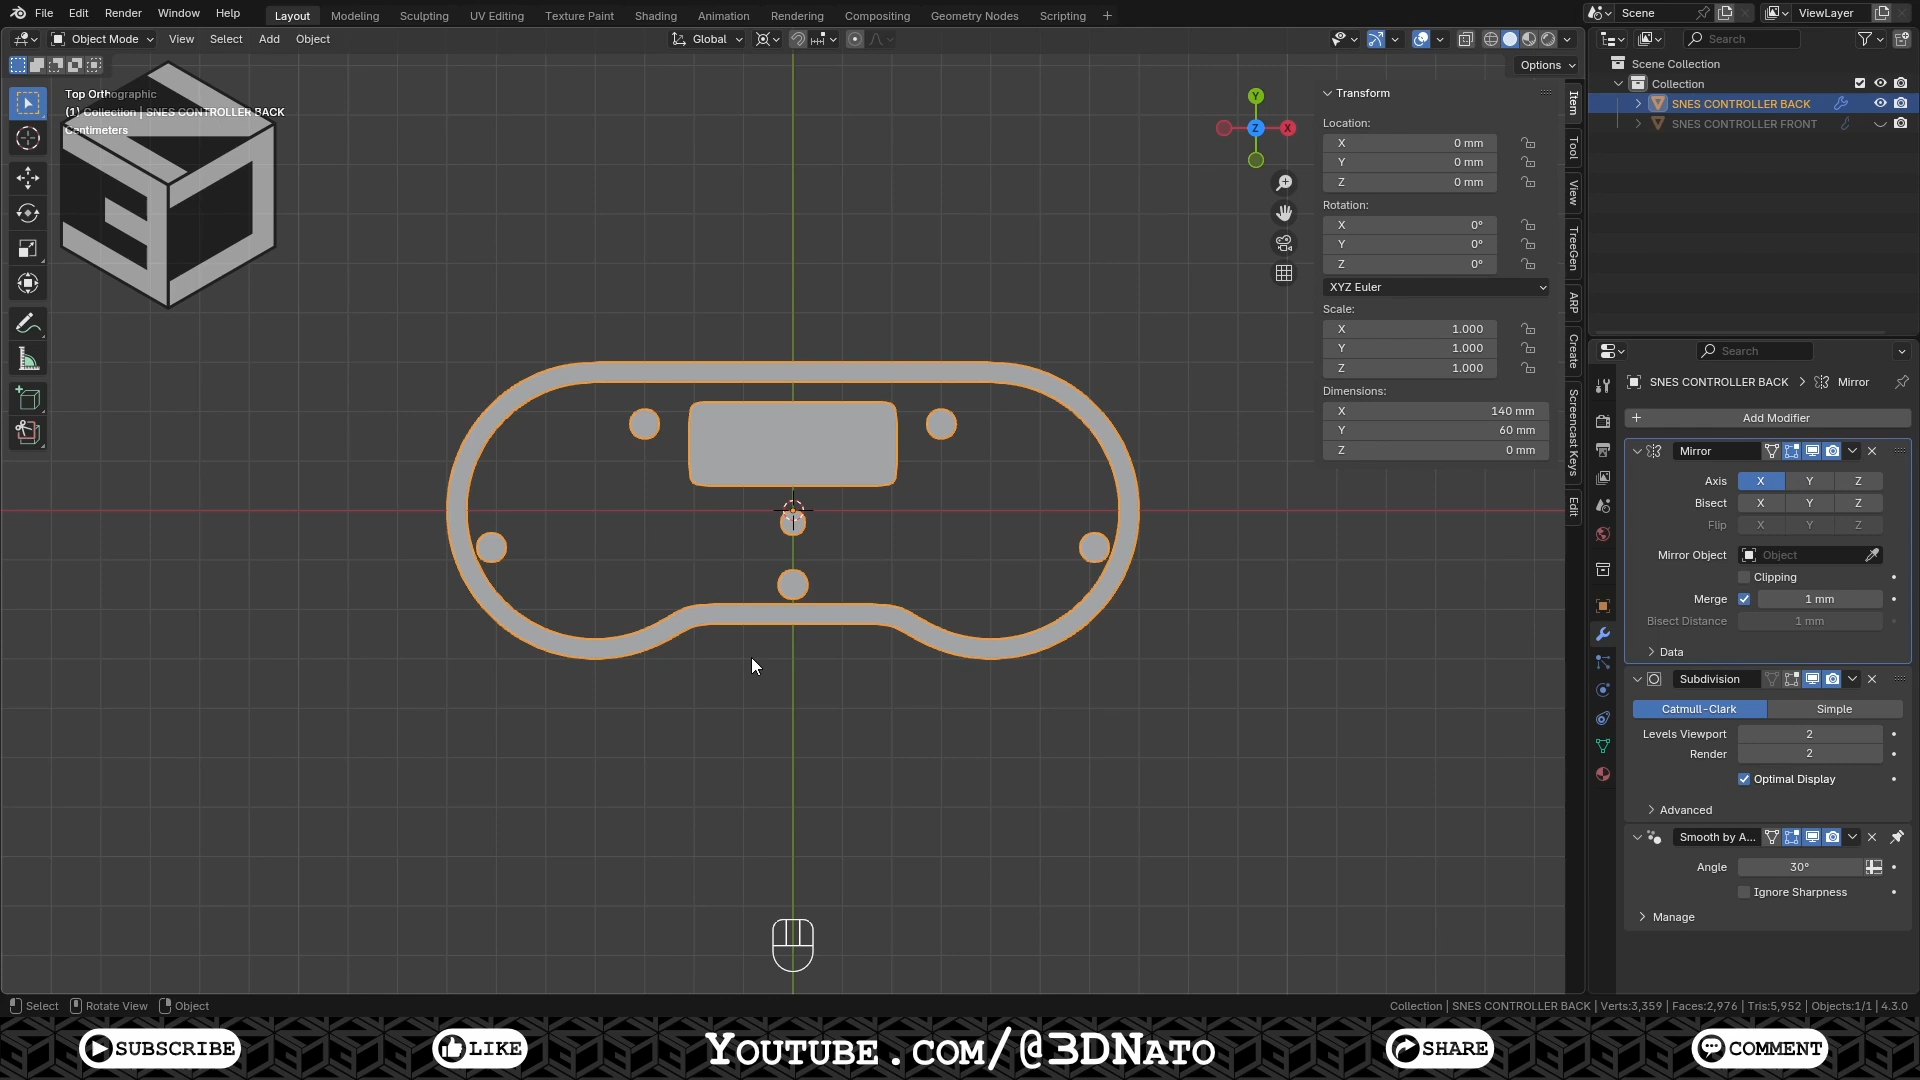 File Edit Render Window Help Layout Modeling Sculpting UV Editing Texture Paint Shading Animation Rendering Compositing Geometry Nodes Scripting + Scene ViewLayer
Object Mode View Select Add Object Global Search
Options
Top Orthographic
(1) Collection | SNES CONTROLLER BACK
Centimeters
Y
Z
X
Transform
Location:
X 0 mm
Y 0 mm
Z 0 mm
Rotation:
X 0°
Y 0°
Z 0°
XYZ Euler
Scale:
X 1.000
Y 1.000
Z 1.000
Dimensions:
X 140 mm
Y 60 mm
Z 0 mm
Item
Tool
View
TreeGen
ARP
Create
Screencast Keys
Edit
Scene Collection
Collection
SNES CONTROLLER BACK
SNES CONTROLLER FRONT
Search
SNES CONTROLLER BACK > Mirror
+ Add Modifier
Mirror
Axis X Y Z
Bisect X Y Z
Flip X Y Z
Mirror Object Object
Clipping
Merge 1 mm
Bisect Distance 1 mm
Data
Subdivision
Catmull-Clark Simple
Levels Viewport 2
Render 2
Optimal Display
Advanced
Smooth by A...
Angle 30°
Ignore Sharpness
Manage
Select Rotate View Object
Collection | SNES CONTROLLER BACK | Verts:3,359 | Faces:2,976 | Tris:5,952 | Objects:1/1 | 4.3.0
SUBSCRIBE LIKE YOUTUBE.COM/@3DNATO SHARE COMMENT